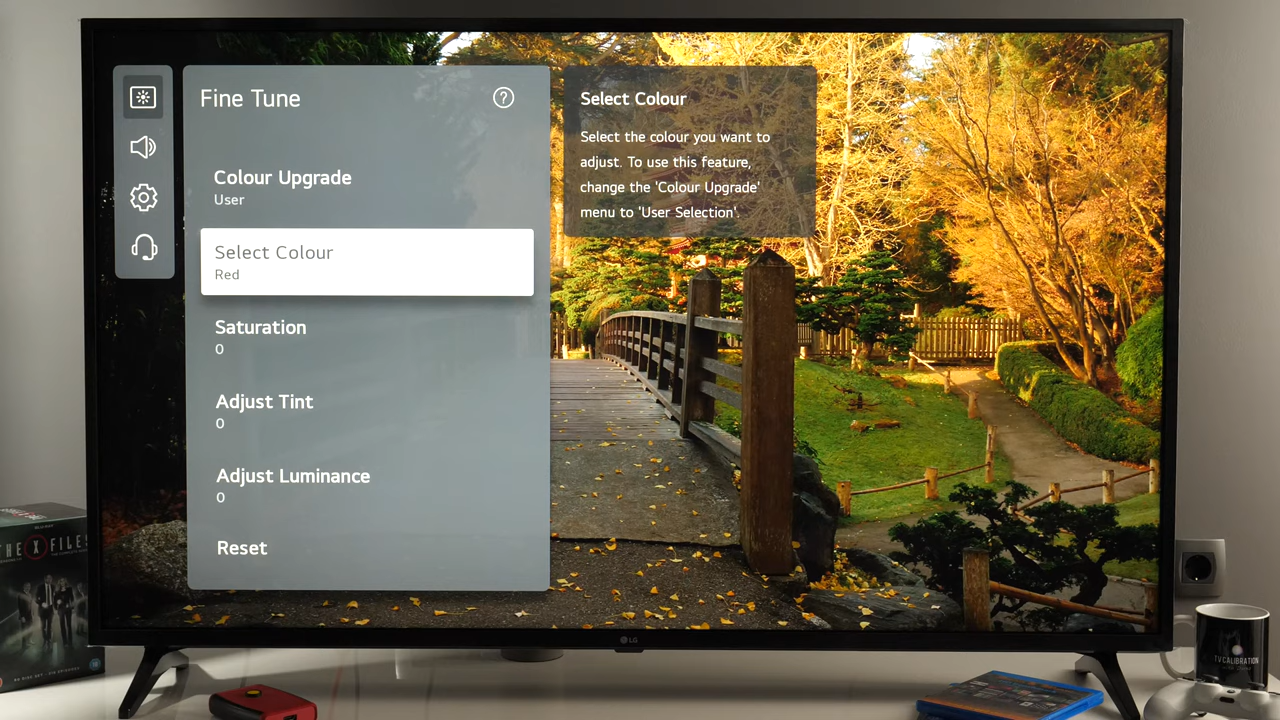 Fine Tune
?
Colour Upgrade
User
Select Colour
Red
Saturation
0
Adjust Tint
0
Adjust Luminance
0
Reset
Select Colour
Select the colour you want to
adjust. To use this feature,
change the 'Colour Upgrade'
menu to 'User Selection'.
LG
THE X FILES
TV CALIBRATION